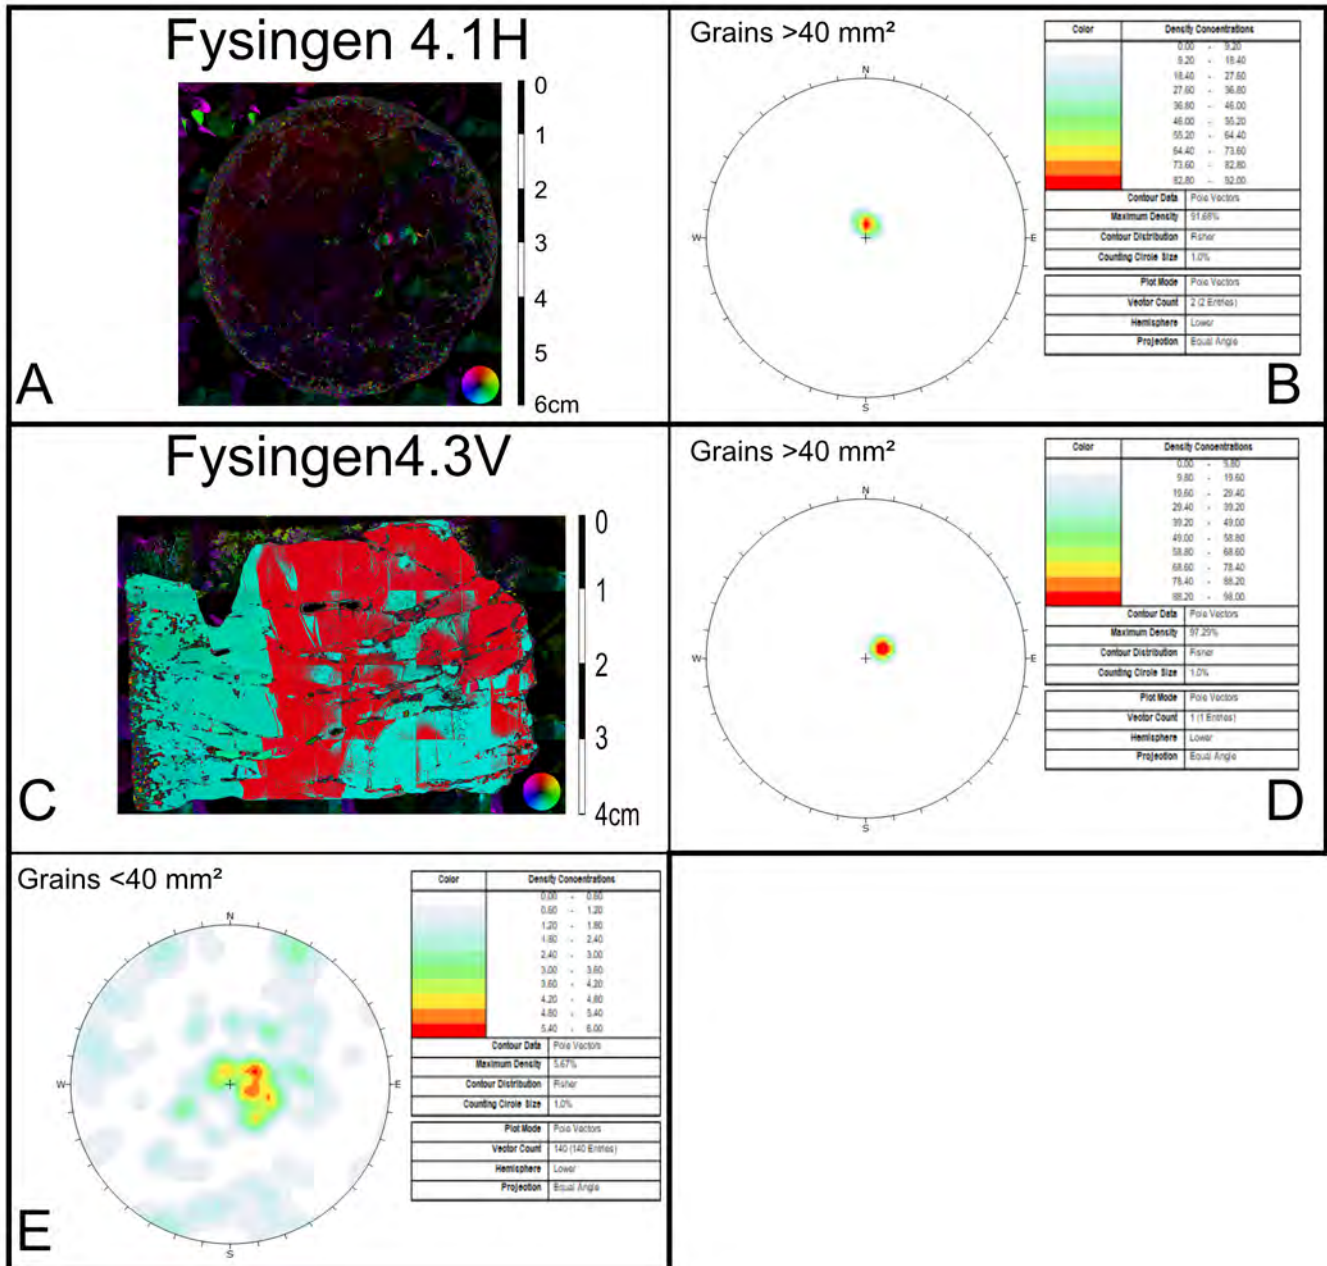 Fysingen 4.1H
0
1
2
3
4
5
6cm
A
Grains >40 mm²
N
W
E
S
Color Density Concentrations
0.00 - 9.20
9.20 - 18.40
18.40 - 27.60
27.60 - 36.80
36.80 - 46.00
46.00 - 55.20
55.20 - 64.40
64.40 - 73.60
73.60 - 82.80
82.80 - 92.00
Contour Data Pole Vectors
Maximum Density 91.68%
Contour Distribution Fisher
Counting Circle Size 1.0%
Plot Mode Pole Vectors
Vector Count 2 (2 Entries)
Hemisphere Lower
Projection Equal Angle
B
Fysingen4.3V
0
1
2
3
4cm
C
Grains >40 mm²
N
W
E
S
Color Density Concentrations
0.00 - 9.80
9.80 - 19.60
19.60 - 29.40
29.40 - 39.20
39.20 - 49.00
49.00 - 58.80
58.80 - 68.60
68.60 - 78.40
78.40 - 88.20
88.20 - 98.00
Contour Data Pole Vectors
Maximum Density 97.29%
Contour Distribution Fisher
Counting Circle Size 1.0%
Plot Mode Pole Vectors
Vector Count 1 (1 Entries)
Hemisphere Lower
Projection Equal Angle
D
Grains <40 mm²
N
W
E
S
Color Density Concentrations
0.00 - 0.60
0.60 - 1.20
1.20 - 1.80
1.80 - 2.40
2.40 - 3.00
3.00 - 3.60
3.60 - 4.20
4.20 - 4.80
4.80 - 5.40
5.40 - 6.00
Contour Data Pole Vectors
Maximum Density 5.67%
Contour Distribution Fisher
Counting Circle Size 1.0%
Plot Mode Pole Vectors
Vector Count 140 (140 Entries)
Hemisphere Lower
Projection Equal Angle
E